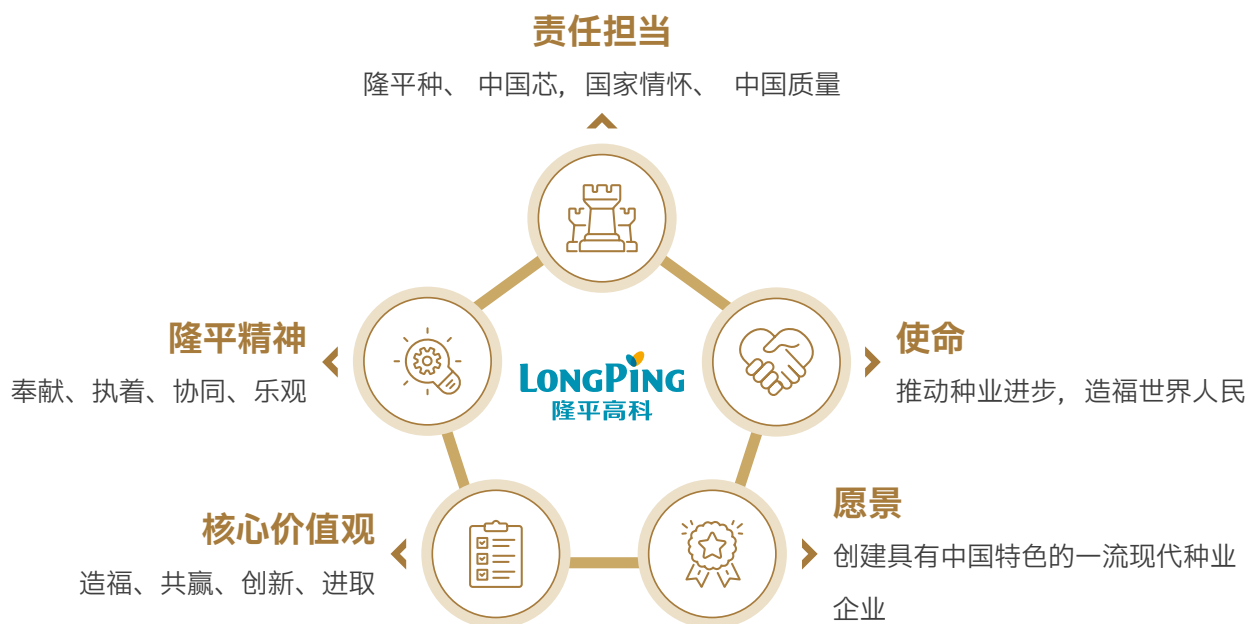 责任担当
隆平种、 中国芯，国家情怀、 中国质量
隆平精神
奉献、执着、协同、乐观
使命
推动种业进步，造福世界人民
LONGPING
隆平高科
核心价值观
造福、共赢、创新、进取
愿景
创建具有中国特色的一流现代种业
企业